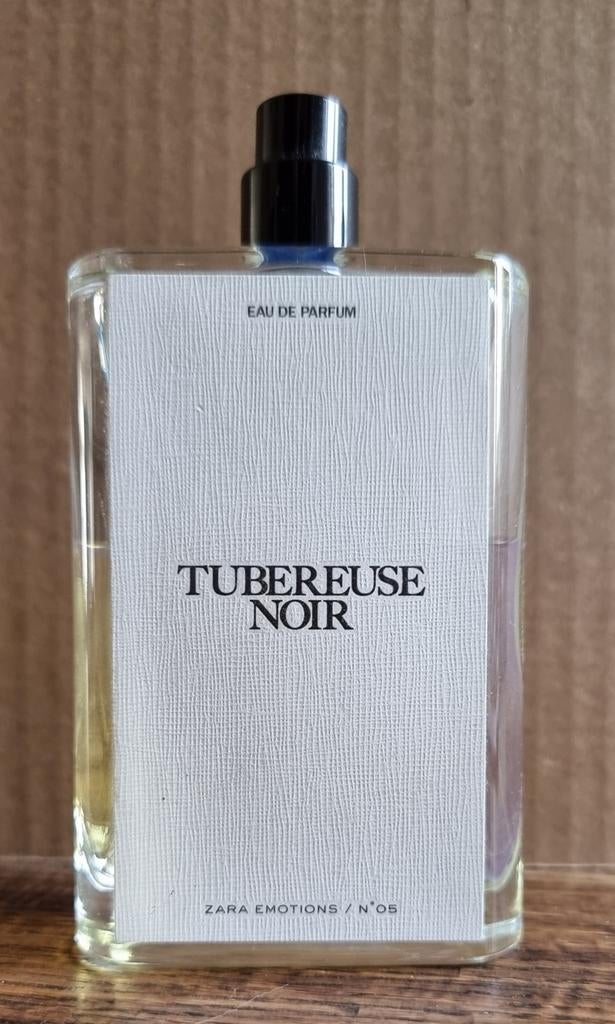 EAU DE PARFUM
TUBEREUSE
NOIR
ZARA EMOTIONS / N°05